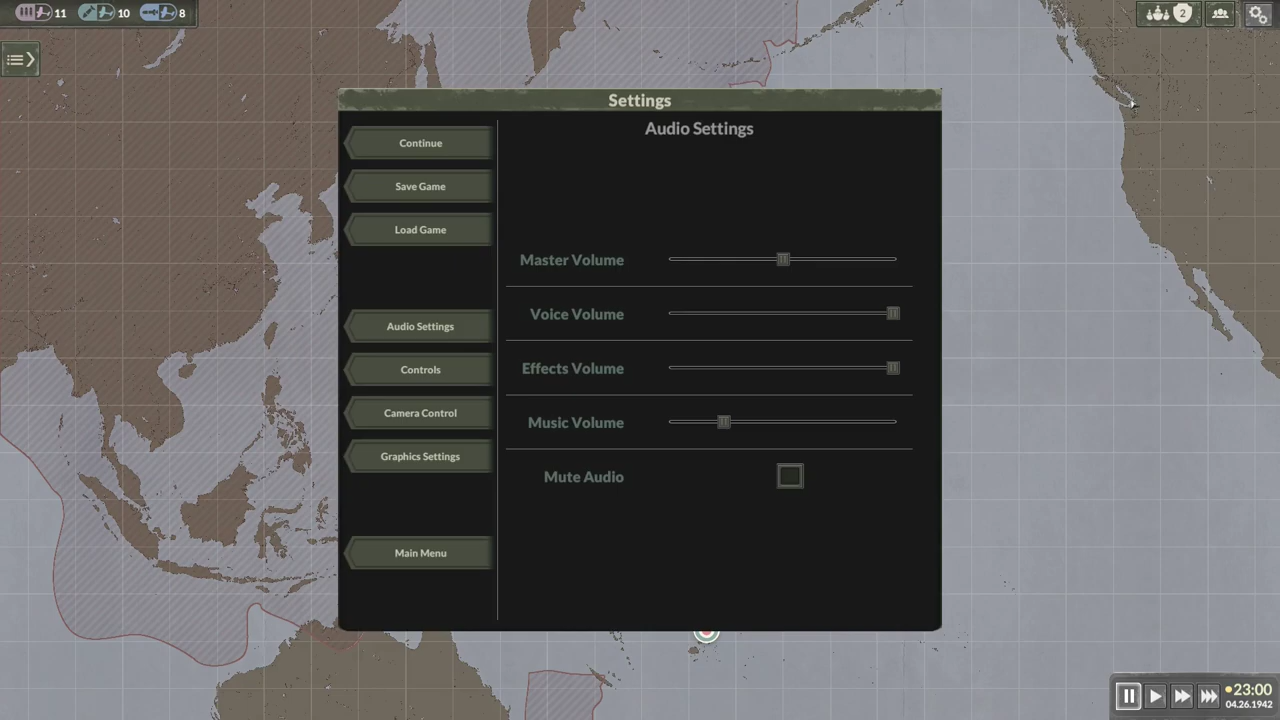 11 10 8
2
Settings
Audio Settings
Continue
Save Game
Load Game
Audio Settings
Controls
Camera Control
Graphics Settings
Main Menu
Master Volume
Voice Volume
Effects Volume
Music Volume
Mute Audio
23:00
04.26.1942